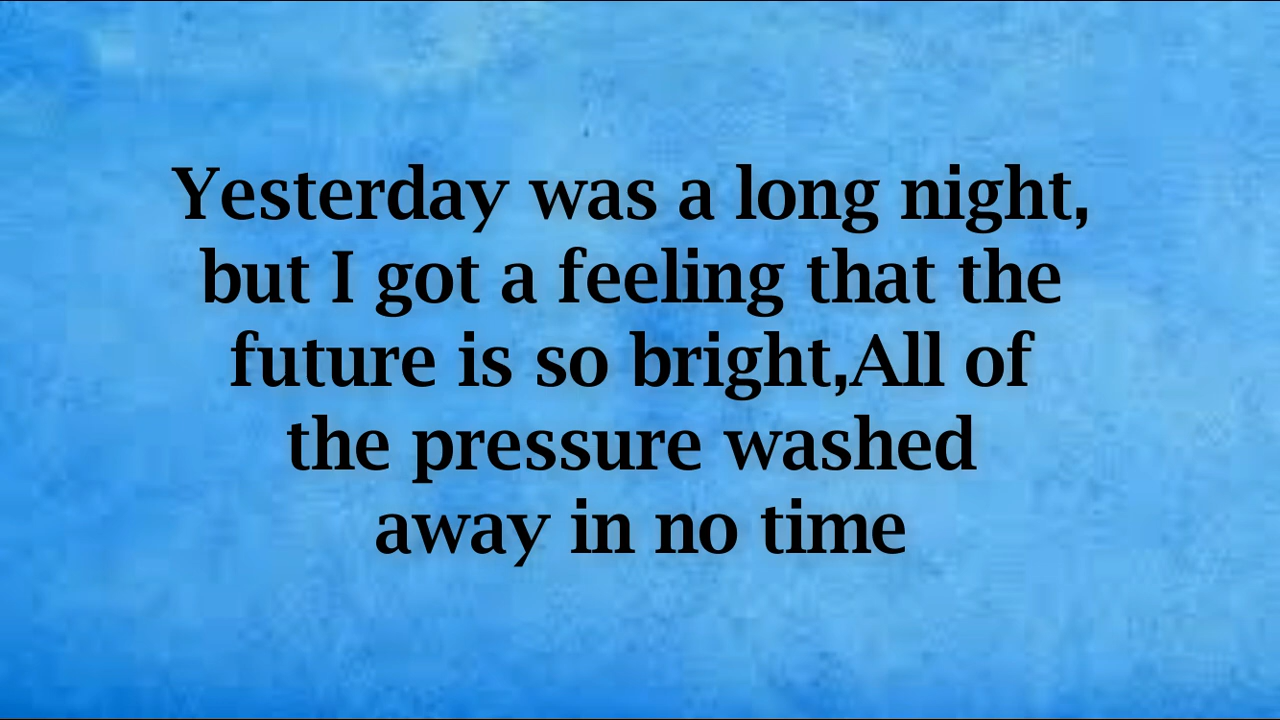 Yesterday was a long night,
but I got a feeling that the
future is so bright,All of
the pressure washed
away in no time